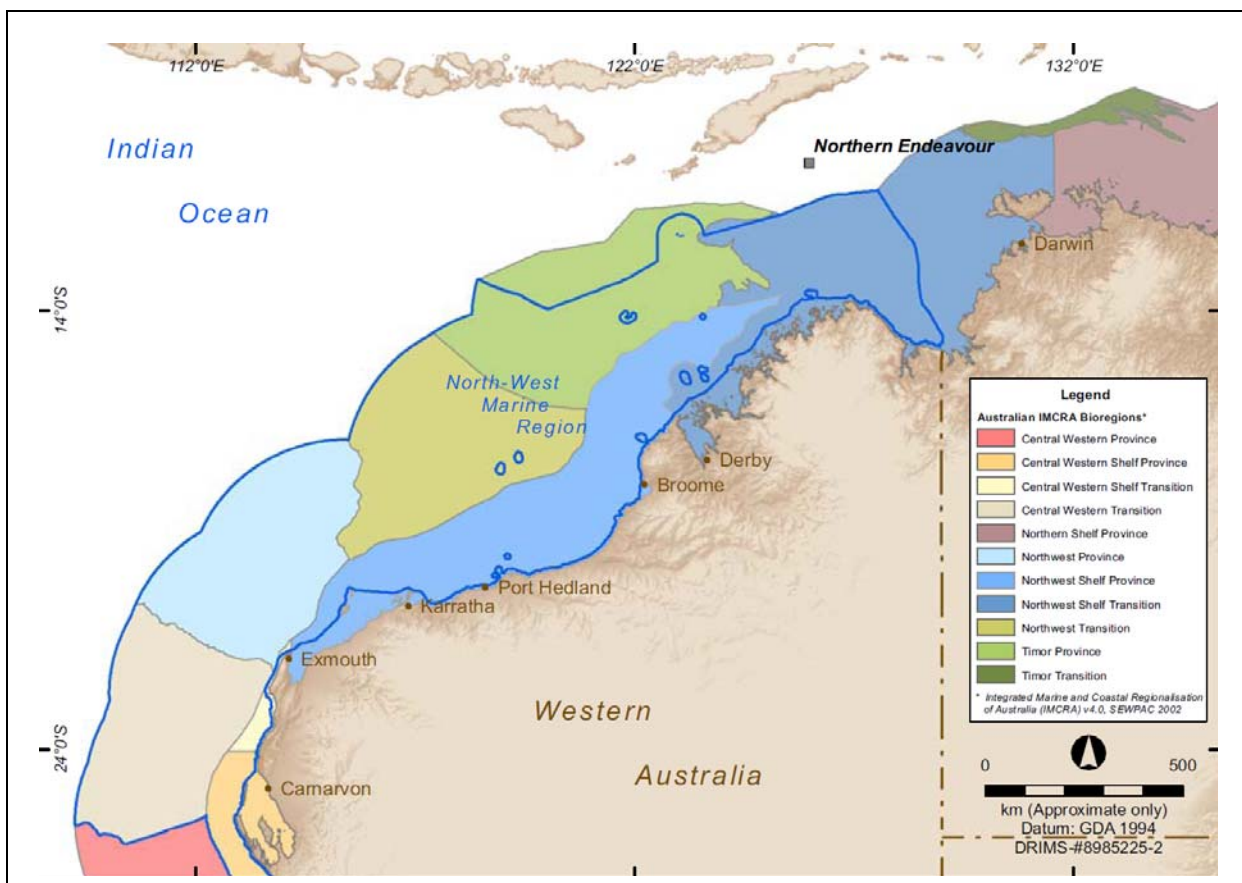 112°0'E
122°0'E
132°0'E
Indian
Ocean
Northern Endeavour
Darwin
14°0'S
North-West
Marine
Region
Derby
Broome
Port Hedland
Karratha
Exmouth
Western
Australia
24°0'S
Carnarvon
Legend
Australian IMCRA Bioregions*
Central Western Province
Central Western Shelf Province
Central Western Shelf Transition
Central Western Transition
Northern Shelf Province
Northwest Province
Northwest Shelf Province
Northwest Shelf Transition
Northwest Transition
Timor Province
Timor Transition
* Integrated Marine and Coastal Regionalisation
of Australia (IMCRA) v4.0, SEWPAC 2002
0 500
km (Approximate only)
Datum: GDA 1994
DRIMS-#8985225-2